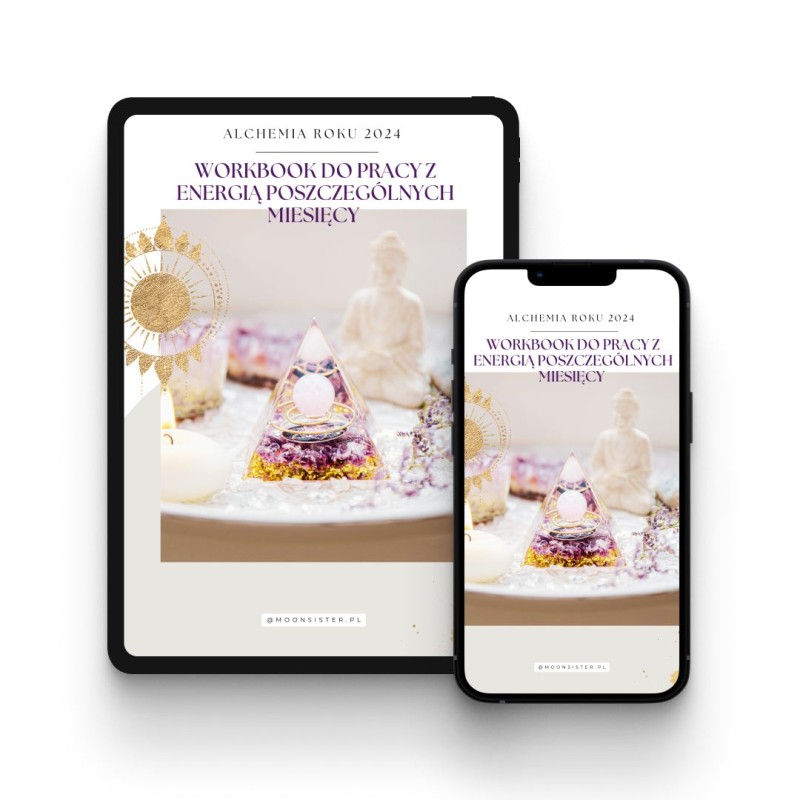 ALCHEMIA ROKU 2024
WORKBOOK DO PRACY Z
ENERGIĄ POSZCZEGÓLNYCH
MIESIĘCY
@MOONSISTER.PL
ALCHEMIA ROKU 2024
WORKBOOK DO PRACY Z
ENERGIĄ POSZCZEGÓLNYCH
MIESIĘCY
@MOONSISTER.PL